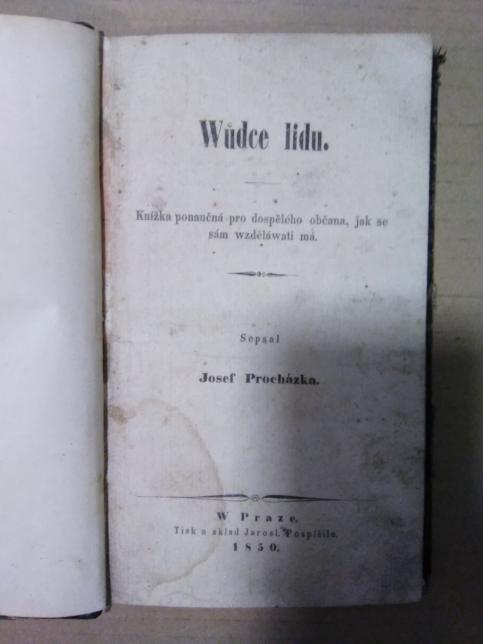 Wůdce lidu.
Knížka ponaučná pro dospělého občana, jak se
sám wzděláwati má.
Sepsal
Josef Procházka.
W Praze.
Tisk a sklad Jarosl. Pospíšila.
1850.